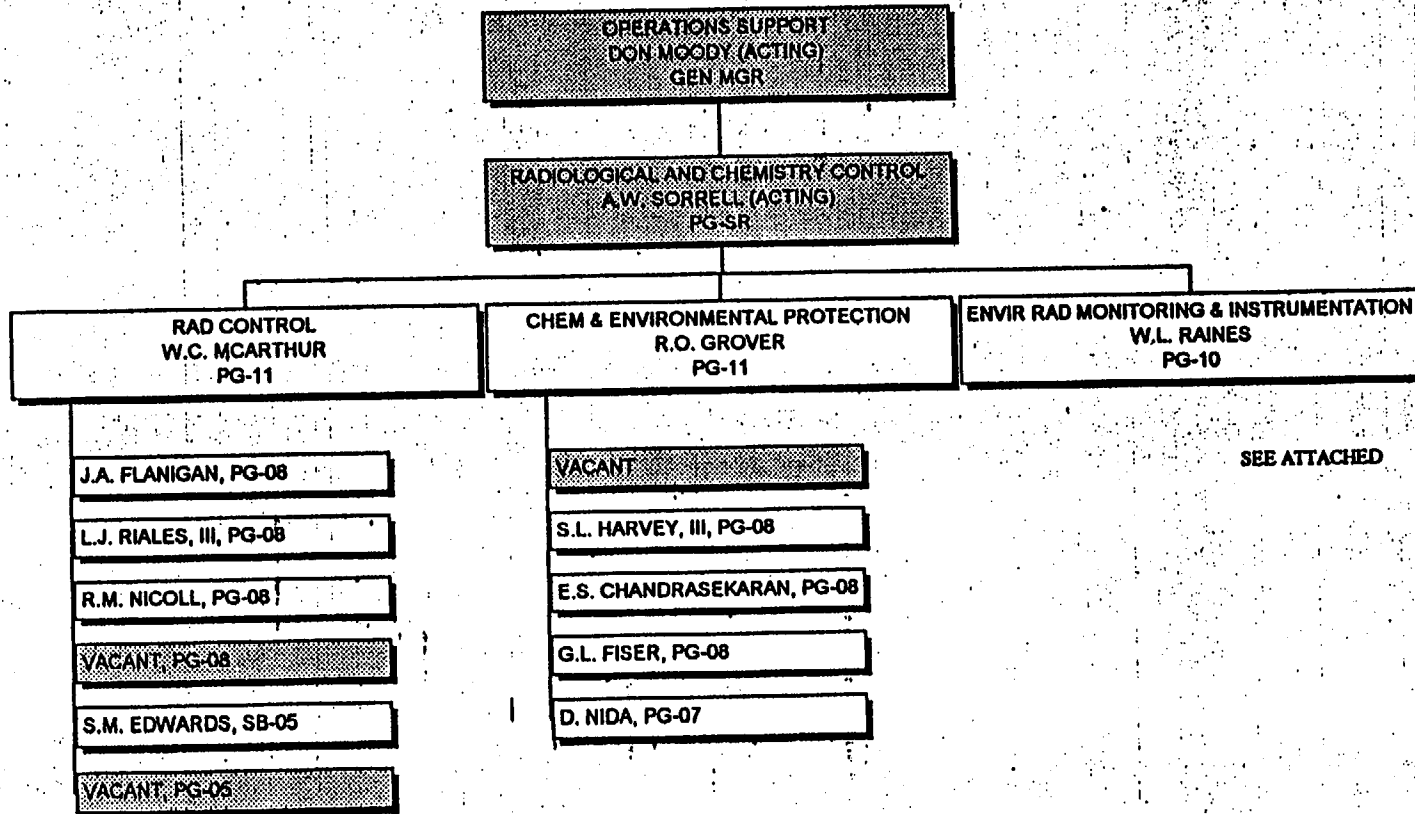 OPERATIONS SUPPORT
DON MOODY (ACTING)
GEN MGR
RADIOLOGICAL AND CHEMISTRY CONTROL
A.W. SORRELL (ACTING)
PG-SR
RAD CONTROL
W.C. MCARTHUR
PG-11
CHEM & ENVIRONMENTAL PROTECTION
R.O. GROVER
PG-11
ENVIR RAD MONITORING & INSTRUMENTATION
W.L. RAINES
PG-10
J.A. FLANIGAN, PG-08
L.J. RIALES, III, PG-08
R.M. NICOLL, PG-08
VACANT, PG-08
S.M. EDWARDS, SB-05
VACANT, PG-05
VACANT
S.L. HARVEY, III, PG-08
E.S. CHANDRASEKARAN, PG-08
G.L. FISER, PG-08
D. NIDA, PG-07
SEE ATTACHED